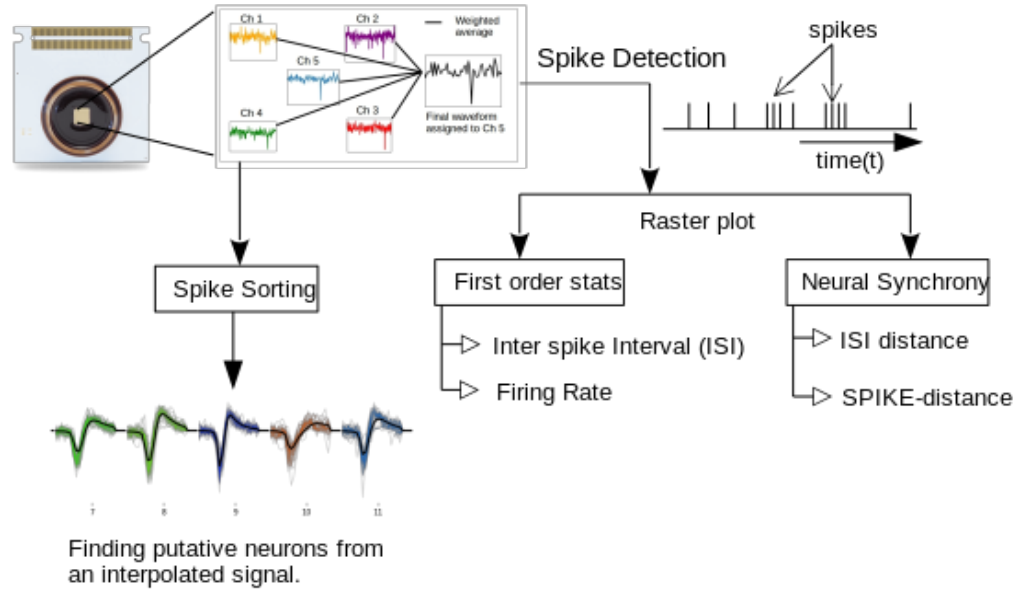 Ch 1
Ch 2
Weighted
average
Ch 5
Ch 4
Ch 3
Final waveform
assigned to Ch 5
Spike Detection
spikes
time(t)
Raster plot
Spike Sorting
First order stats
Neural Synchrony
Inter spike Interval (ISI)
Firing Rate
ISI distance
SPIKE-distance
7 8 9 10 11
Finding putative neurons from
an interpolated signal.